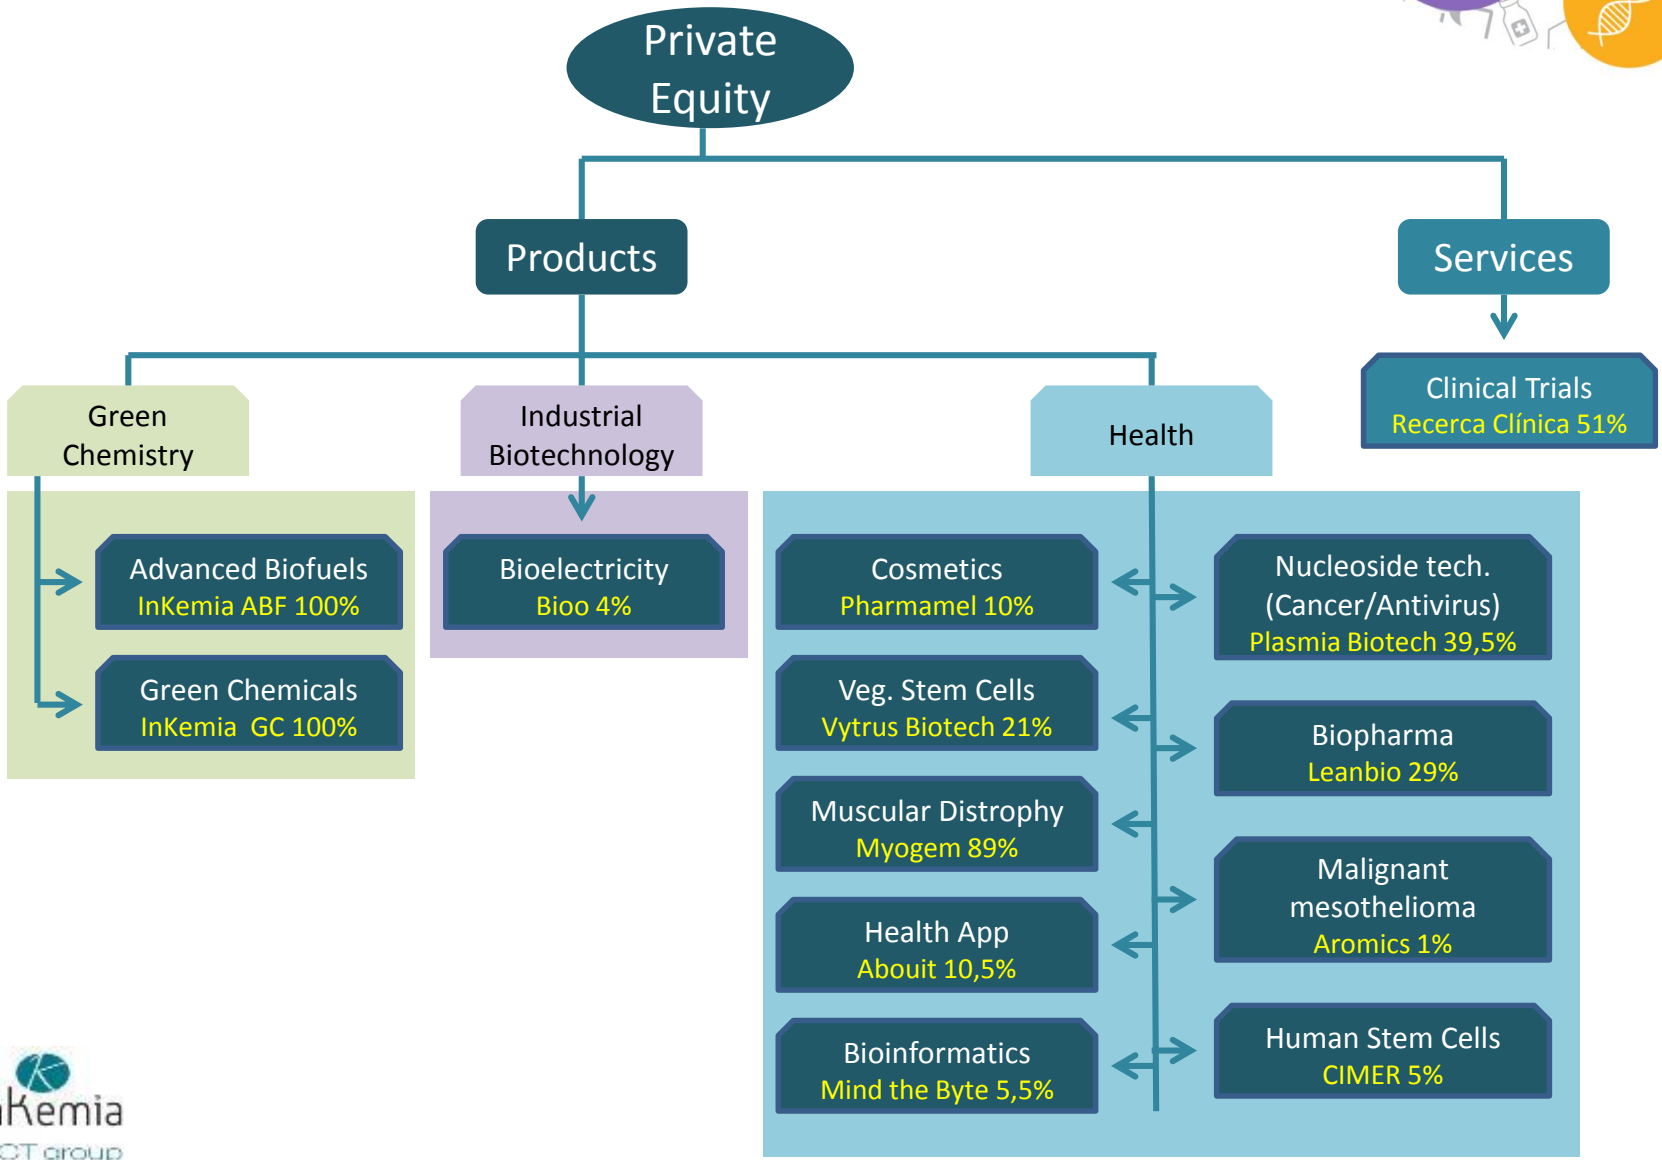 Private
Equity
Products
Services
Clinical Trials
Recerca Clínica 51%
Green
Chemistry
Industrial
Biotechnology
Health
Advanced Biofuels
InKemia ABF 100%
Green Chemicals
InKemia GC 100%
Bioelectricity
Bioo 4%
Cosmetics
Pharmamel 10%
Veg. Stem Cells
Vytrus Biotech 21%
Muscular Distrophy
Myogem 89%
Health App
Abouit 10,5%
Bioinformatics
Mind the Byte 5,5%
Nucleoside tech.
(Cancer/Antivirus)
Plasmia Biotech 39,5%
Biopharma
Leanbio 29%
Malignant
mesothelioma
Aromics 1%
Human Stem Cells
CIMER 5%
nKemia
CT group